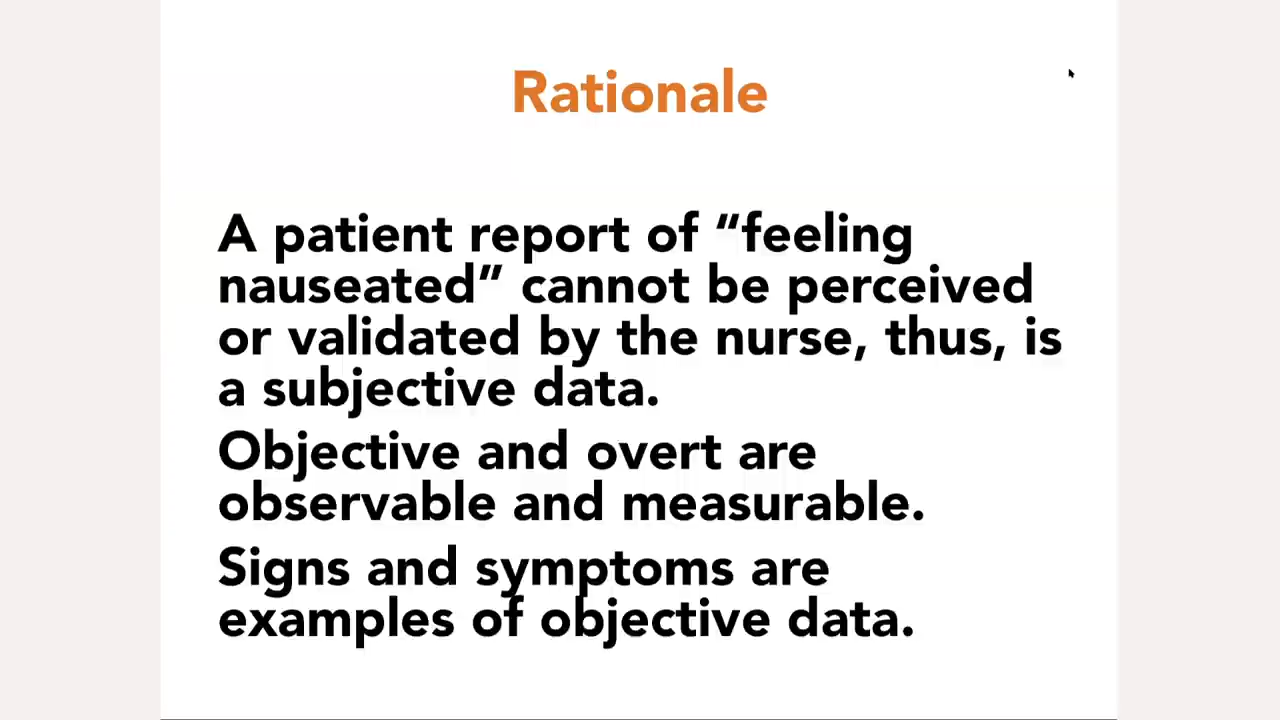 Rationale
A patient report of “feeling
nauseated” cannot be perceived
or validated by the nurse, thus, is
a subjective data.
Objective and overt are
observable and measurable.
Signs and symptoms are
examples of objective data.